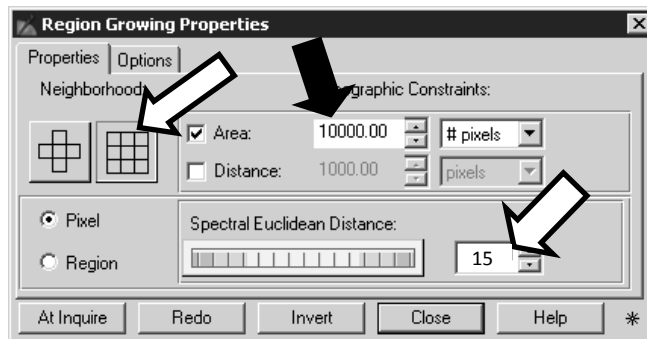 Region Growing Properties
Properties Options
Neighborhood: graphic Constraints:
Area: 10000.00 # pixels
Distance: 1000.00 pixels
Pixel Spectral Euclidean Distance:
Region 15
At Inquire Redo Invert Close Help